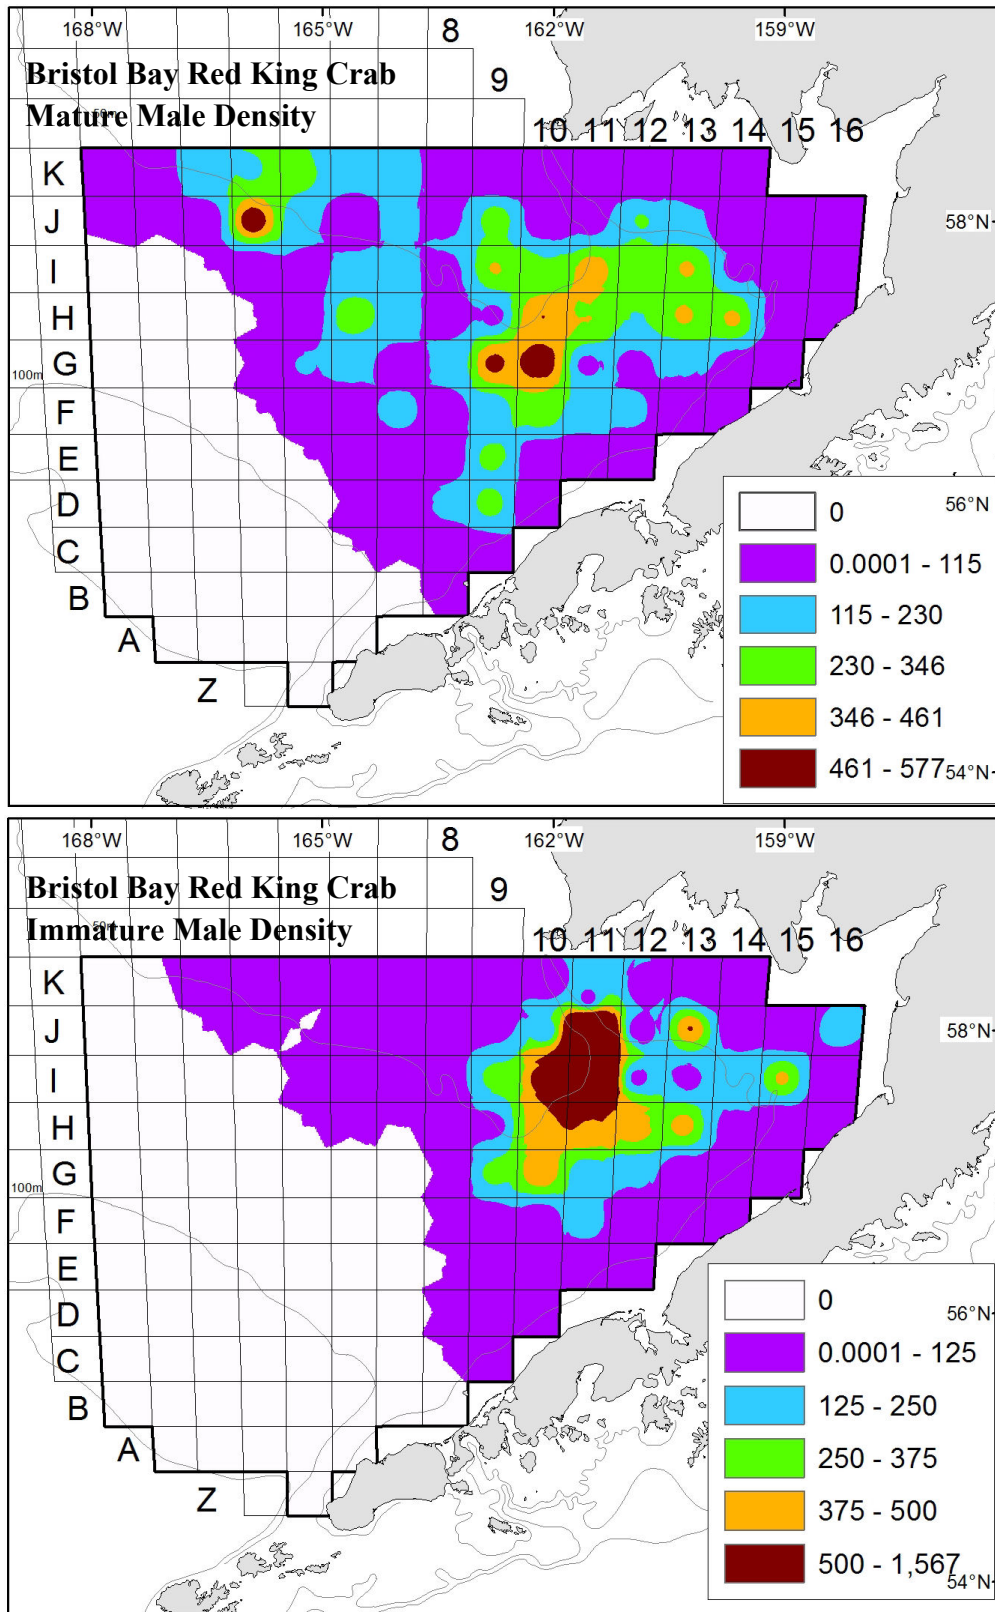 168°W 165°W 8 162°W 159°W
Bristol Bay Red King Crab
9
50m
Mature Male Density
10 11 12 13 14 15 16
K
J
58°N
I
H
G
100m
F
E
D
C
B
A
Z
0
56°N
0.0001 - 115
115 - 230
230 - 346
346 - 461
461 - 577
54°N
168°W 165°W 8 162°W 159°W
Bristol Bay Red King Crab
9
50m
Immature Male Density
10 11 12 13 14 15 16
K
J
58°N
I
H
G
100m
F
E
D
C
B
A
Z
0
56°N
0.0001 - 125
125 - 250
250 - 375
375 - 500
500 - 1,567
54°N